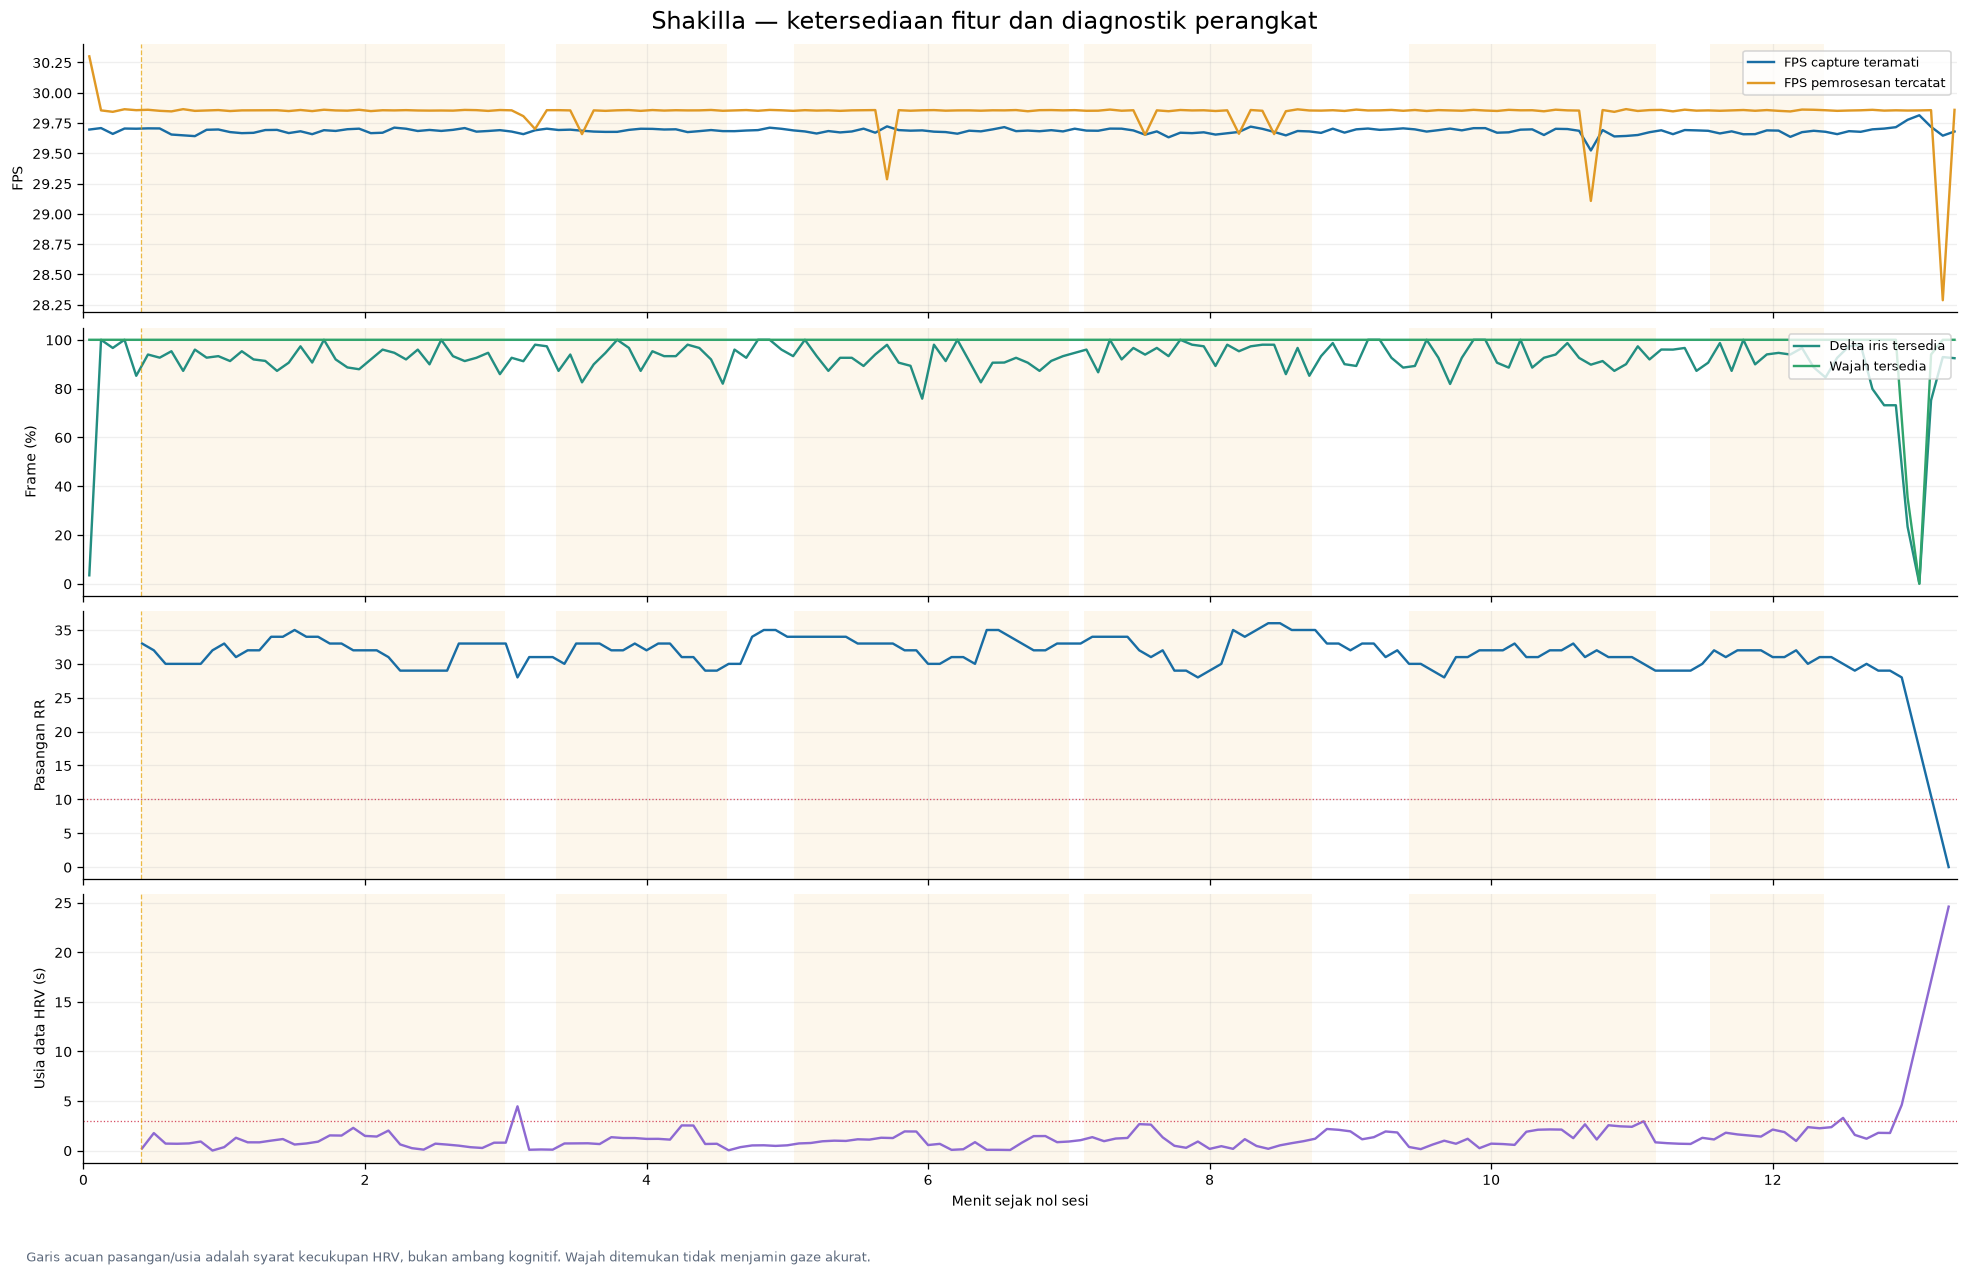 Shakilla — ketersediaan fitur dan diagnostik perangkat
FPS
30.25
30.00
29.75
29.50
29.25
29.00
28.75
28.50
28.25
FPS capture teramati
FPS pemrosesan tercatat
Frame (%)
100
80
60
40
20
0
Delta iris tersedia
Wajah tersedia
Pasangan RR
35
30
25
20
15
10
5
0
Usia data HRV (s)
25
20
15
10
5
0
0 2 4 6 8 10 12
Menit sejak nol sesi
Garis acuan pasangan/usia adalah syarat kecukupan HRV, bukan ambang kognitif. Wajah ditemukan tidak menjamin gaze akurat.